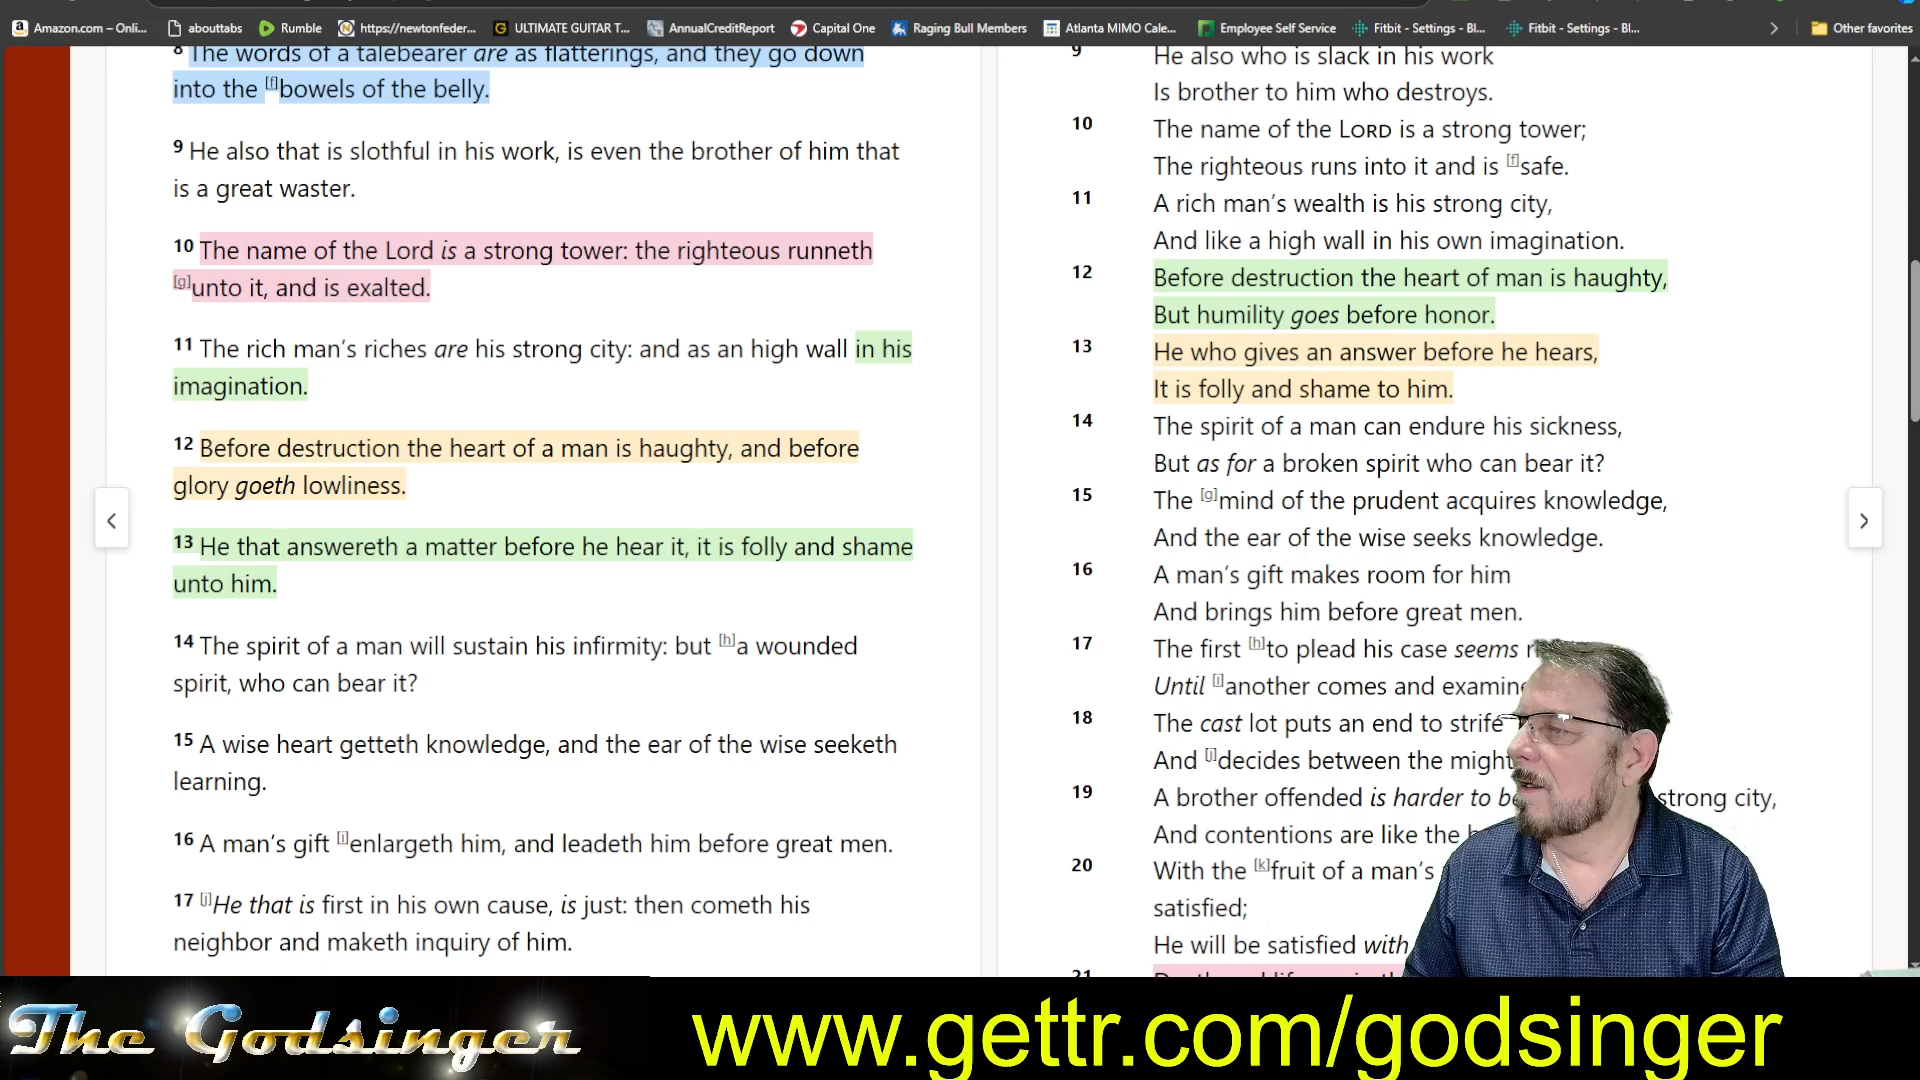 Amazon.com – Onli...
abouttabs
Rumble
https://newtonfeder...
ULTIMATE GUITAR T...
AnnualCreditReport
Capital One
Raging Bull Members
Atlanta MIMO Cale...
Employee Self Service
Fitbit - Settings - Bl...
Fitbit - Settings - Bl...
Other favorites
8 The words of a talebearer are as flatterings, and they go down
into the [f]bowels of the belly.
9 He also that is slothful in his work, is even the brother of him that
is a great waster.
10 The name of the Lord is a strong tower: the righteous runneth
[g]unto it, and is exalted.
11 The rich man's riches are his strong city: and as an high wall in his
imagination.
12 Before destruction the heart of a man is haughty, and before
glory goeth lowliness.
13 He that answereth a matter before he hear it, it is folly and shame
unto him.
14 The spirit of a man will sustain his infirmity: but [h]a wounded
spirit, who can bear it?
15 A wise heart getteth knowledge, and the ear of the wise seeketh
learning.
16 A man's gift [i]enlargeth him, and leadeth him before great men.
17 [j]He that is first in his own cause, is just: then cometh his
neighbor and maketh inquiry of him.
9 He also who is slack in his work
Is brother to him who destroys.
10 The name of the LORD is a strong tower;
The righteous runs into it and is [f]safe.
11 A rich man's wealth is his strong city,
And like a high wall in his own imagination.
12 Before destruction the heart of man is haughty,
But humility goes before honor.
13 He who gives an answer before he hears,
It is folly and shame to him.
14 The spirit of a man can endure his sickness,
But as for a broken spirit who can bear it?
15 The [g]mind of the prudent acquires knowledge,
And the ear of the wise seeks knowledge.
16 A man's gift makes room for him
And brings him before great men.
17 The first [h]to plead his case seems
Until [i]another comes and examine
18 The cast lot puts an end to strife
And [j]decides between the might
19 A brother offended is harder to be strong city,
And contentions are like the
20 With the [k]fruit of a man's
satisfied;
He will be satisfied with
21
The Godsinger
www.gettr.com/godsinger